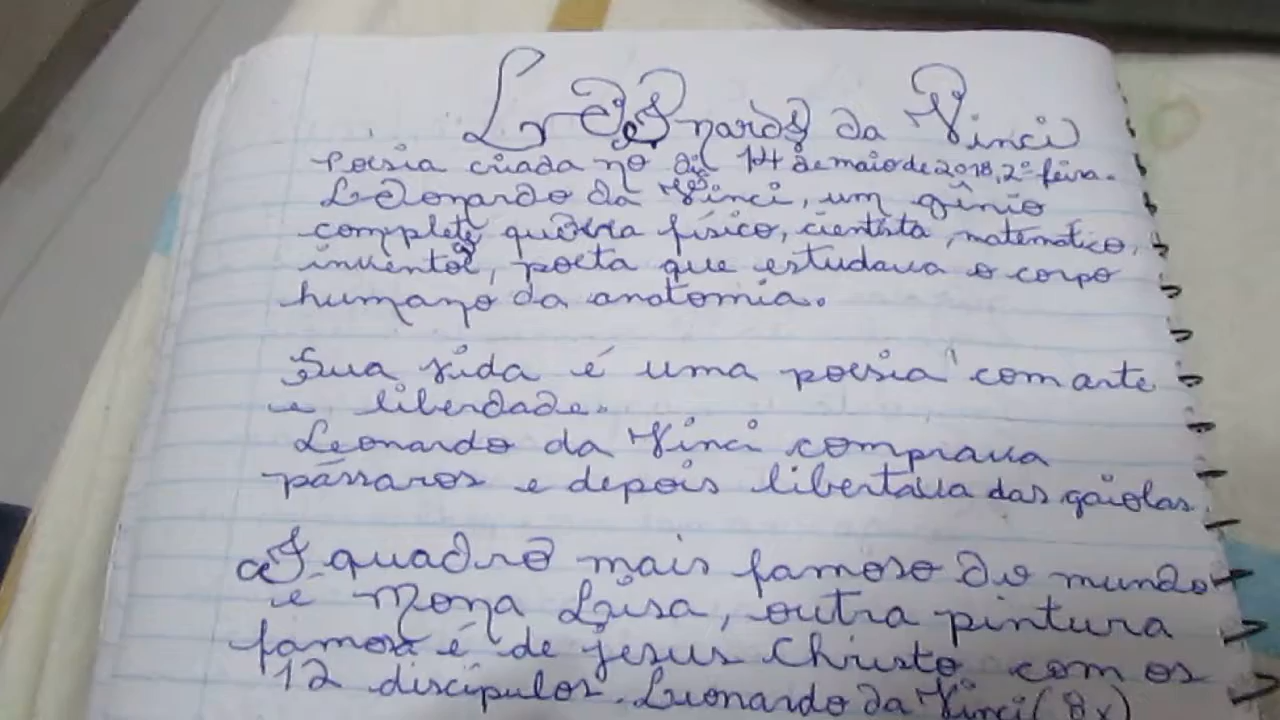 Leonardo da Vinci
Poesia criada no dia 14 de maio de 2018, 2ª feira.
Leonardo da Vinci, um gênio
completo que era físico, cientista, matemático,
inventor, poeta que estudava o corpo
humano da anatomia.
Sua vida é uma poesia com arte
e liberdade.
Leonardo da Vinci comprava
pássaros e depois libertava das gaiolas.
O quadro mais famoso do mundo
é Mona Lisa, outra pintura
famosa é de Jesus Christo com os
12 discípulos. Leonardo da Vinci (8x)